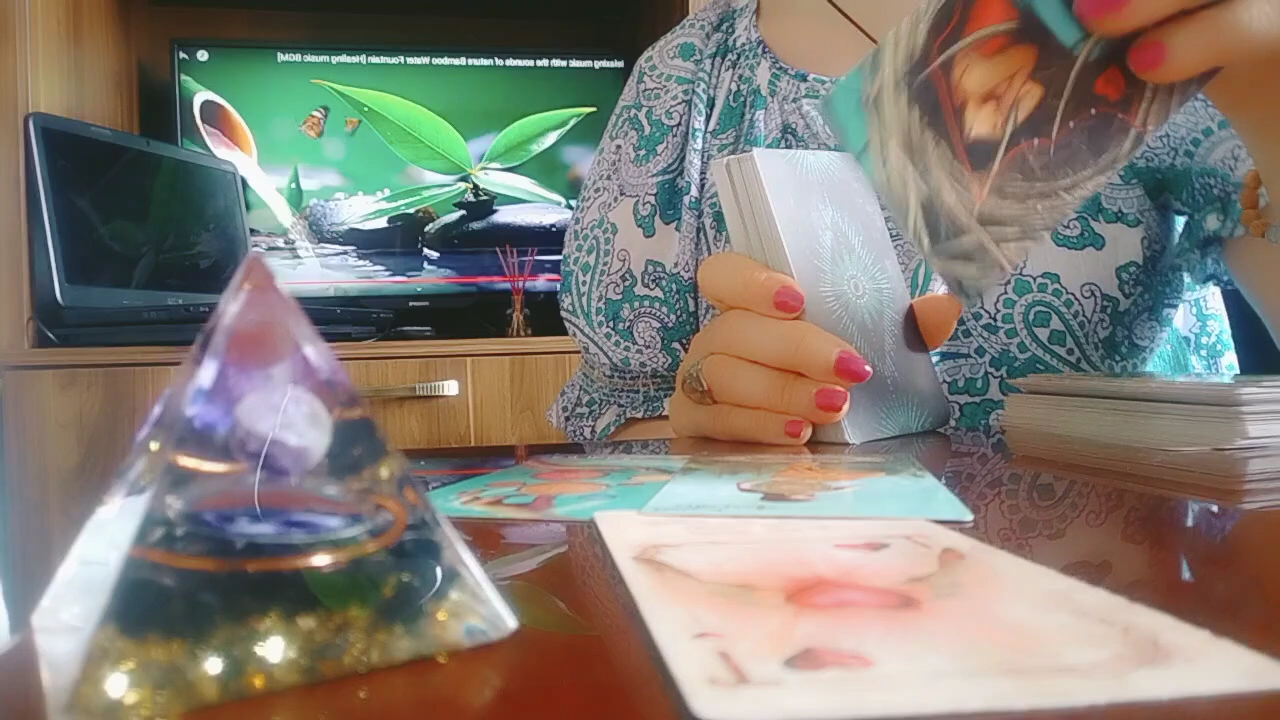 Relaxing music with the sounds of nature Bamboo Water Fountain [Healing music BGM]